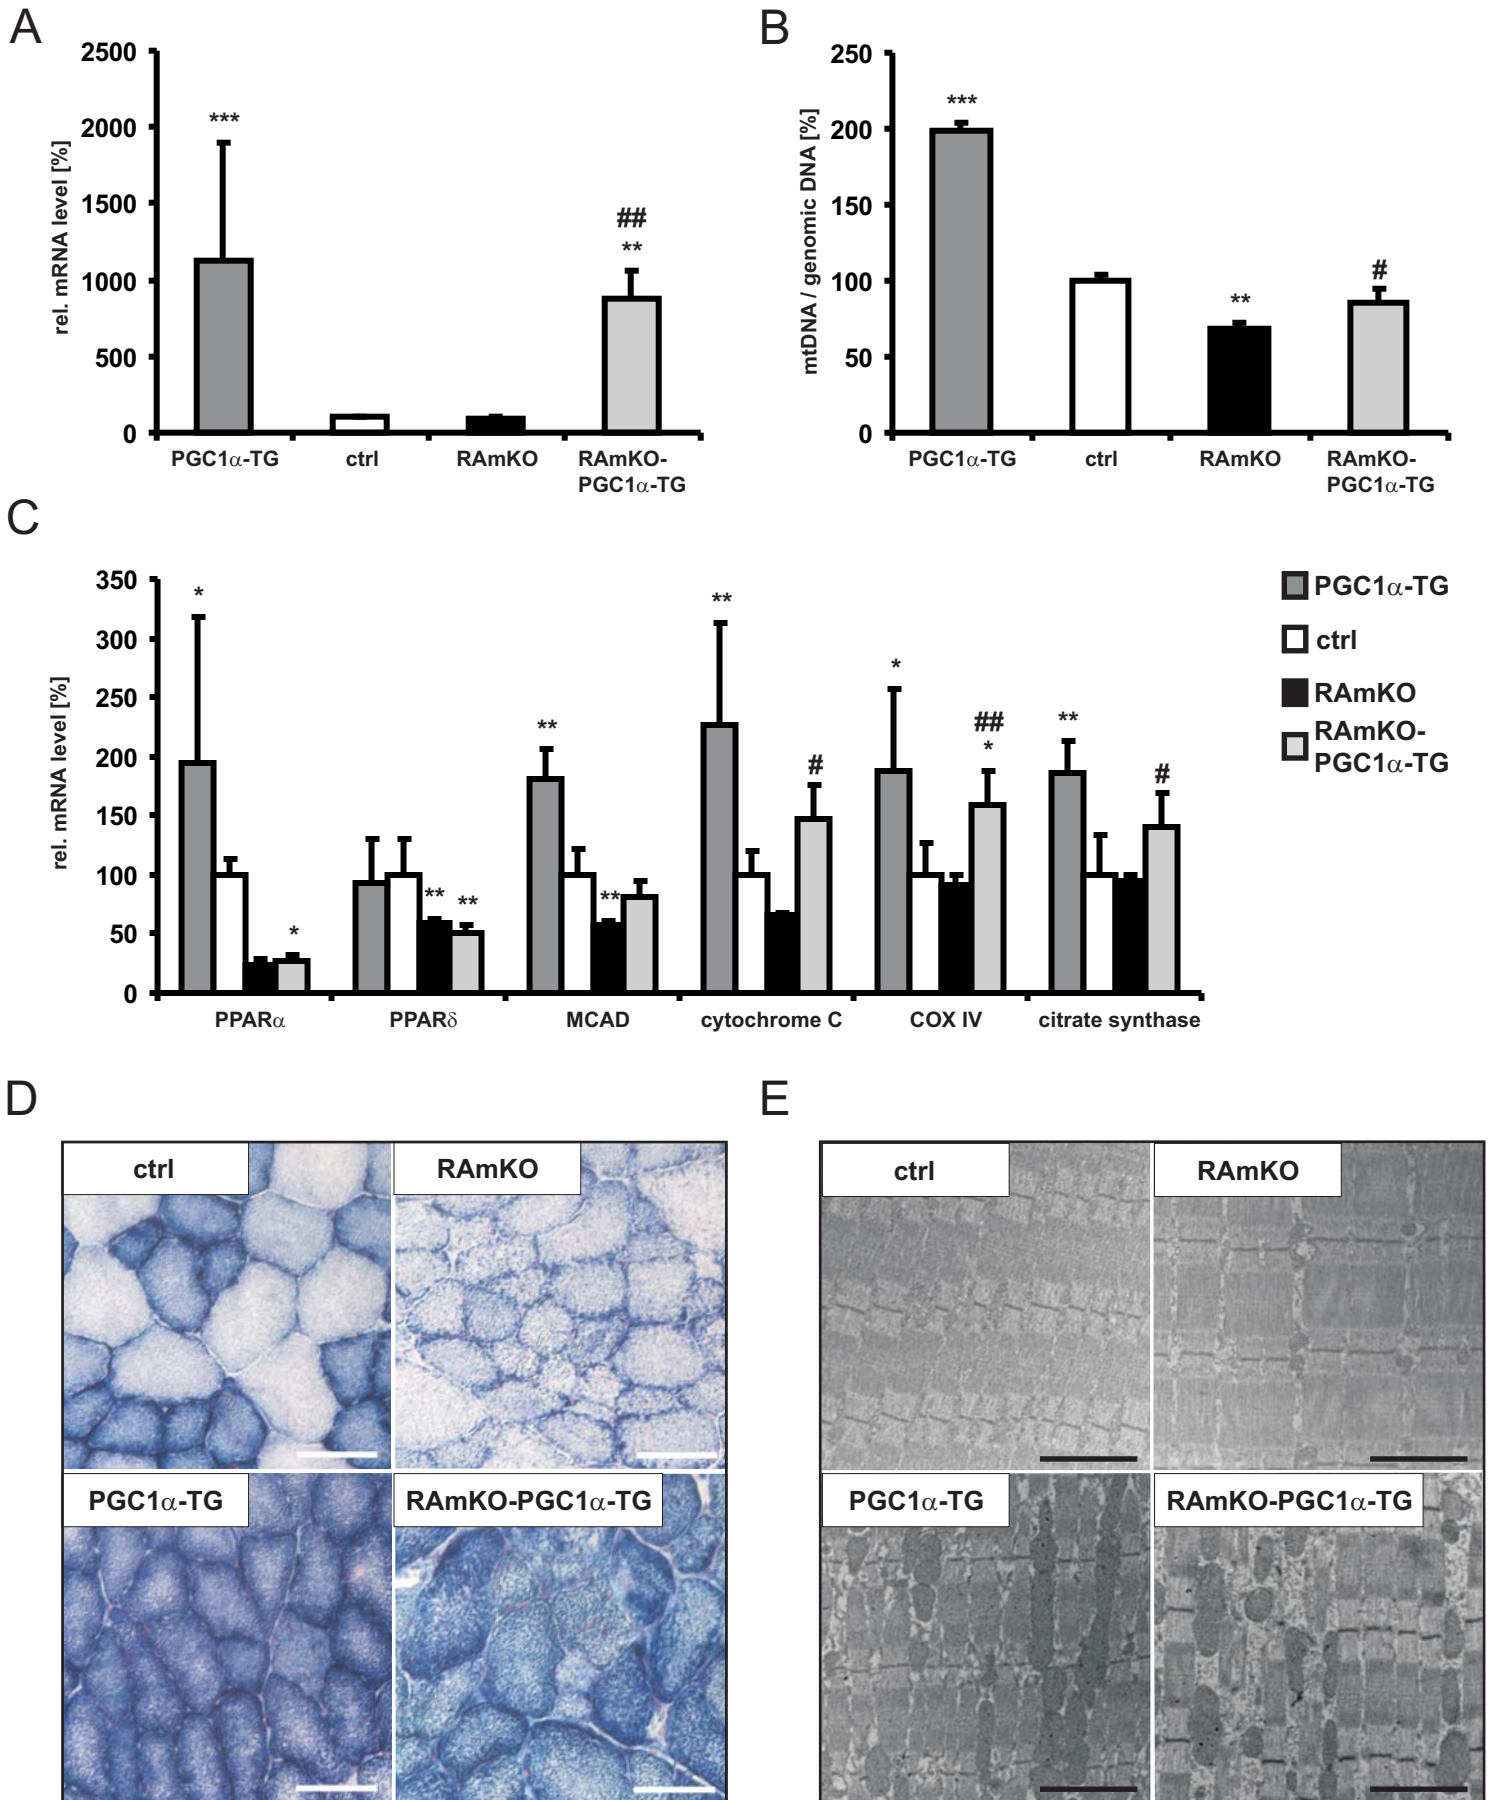 A
2500
2000
1500
1000
500
0
rel. mRNA level [%]
***
##
**
PGC1α-TG
ctrl
RAmKO
RAmKO-
PGC1α-TG
B
250
200
150
100
50
0
mtDNA / genomic DNA [%]
***
**
#
PGC1α-TG
ctrl
RAmKO
RAmKO-
PGC1α-TG
C
350
300
250
200
150
100
50
0
rel. mRNA level [%]
*
*
**
**
**
**
**
#
*
##
*
**
#
PPARα
PPARδ
MCAD
cytochrome C
COX IV
citrate synthase
PGC1α-TG
ctrl
RAmKO
RAmKO-
PGC1α-TG
D
ctrl
RAmKO
PGC1α-TG
RAmKO-PGC1α-TG
E
ctrl
RAmKO
PGC1α-TG
RAmKO-PGC1α-TG